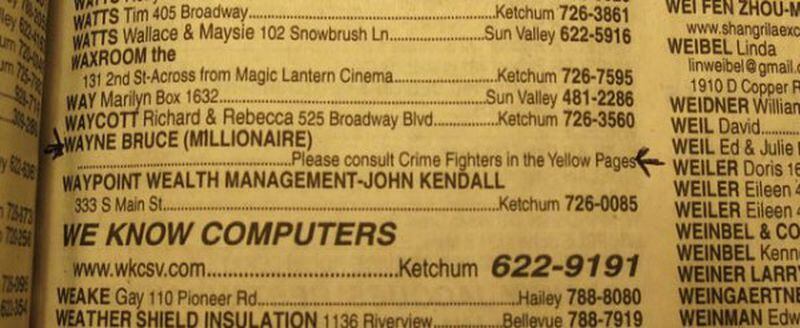 WATTS Tim 405 Broadway Ketchum 726-3861
WATTS Wallace & Maysie 102 Snowbrush Ln Sun Valley 622-5916
WAXROOM the
131 2nd St-Across from Magic Lantern Cinema Ketchum 726-7595
WAY Marilyn Box 1632 Sun Valley 481-2286
WAYCOTT Richard & Rebecca 525 Broadway Blvd Ketchum 726-3560
WAYNE BRUCE (MILLIONAIRE)
Please consult Crime Fighters in the Yellow Pages
WAYPOINT WEALTH MANAGEMENT-JOHN KENDALL
333 S Main St Ketchum 726-0085
WE KNOW COMPUTERS
www.wkcsv.com Ketchum 622-9191
WEAKE Gay 110 Pioneer Rd Hailey 788-8080
WEATHER SHIELD INSULATION 1136 Riverview Bellevue 788-7919
WEI FEN ZHOU-M
www.shangrilaexc
WEIBEL Linda
linweibel@gmail.c
1910 D Copper R
WEIDNER William
WEIL David
WEIL Ed & Julie
WEILER Doris 16
WEILER Eileen 4
WEILER Eileen 4
WEINBEL & CO
WEINBEL Kenn
WEINER LARR
WEINGAERTNE
WEINMAN Edw